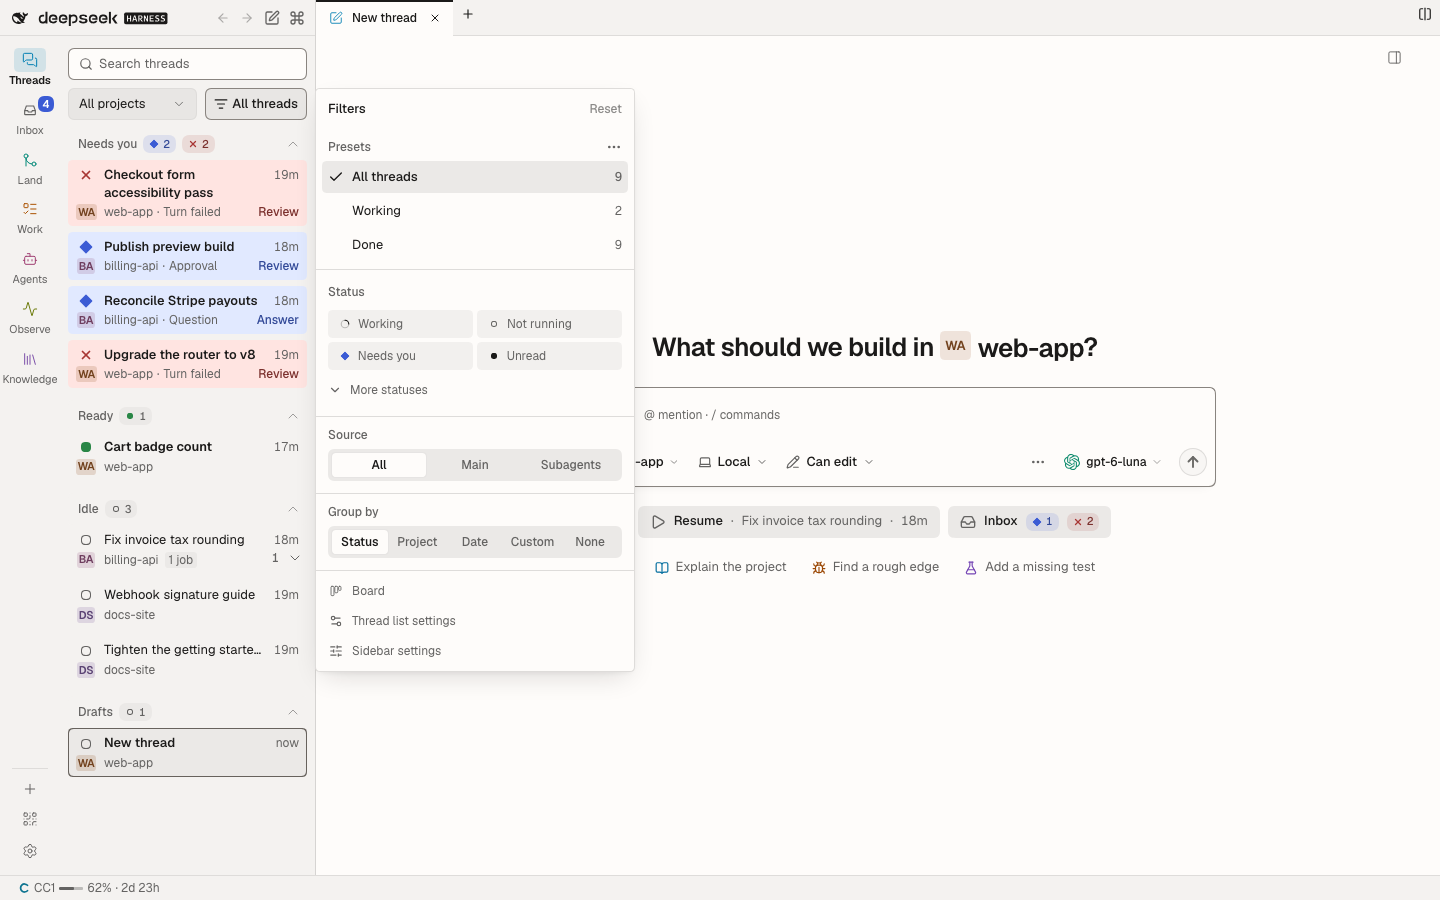 deepseek HARNESS
New thread
Threads
4
Inbox
Land
Work
Agents
Observe
Knowledge
Search threads
All projects
All threads
Needs you 2 2
Checkout form accessibility pass 19m
WA web-app · Turn failed Review
Publish preview build 18m
BA billing-api · Approval Review
Reconcile Stripe payouts 18m
BA billing-api · Question Answer
Upgrade the router to v8 19m
WA web-app · Turn failed Review
Ready 1
Cart badge count 17m
WA web-app
Idle 3
Fix invoice tax rounding 18m
BA billing-api 1 job 1
Webhook signature guide 19m
DS docs-site
Tighten the getting starte… 19m
DS docs-site
Drafts 1
New thread now
WA web-app
Filters Reset
Presets
All threads 9
Working 2
Done 9
Status
Working Not running
Needs you Unread
More statuses
Source
All Main Subagents
Group by
Status Project Date Custom None
Board
Thread list settings
Sidebar settings
What should we build in WA web-app?
@ mention · / commands
-app Local Can edit gpt-6-luna
Resume · Fix invoice tax rounding · 18m
Inbox 1 2
Explain the project Find a rough edge Add a missing test
C CC1 62% · 2d 23h